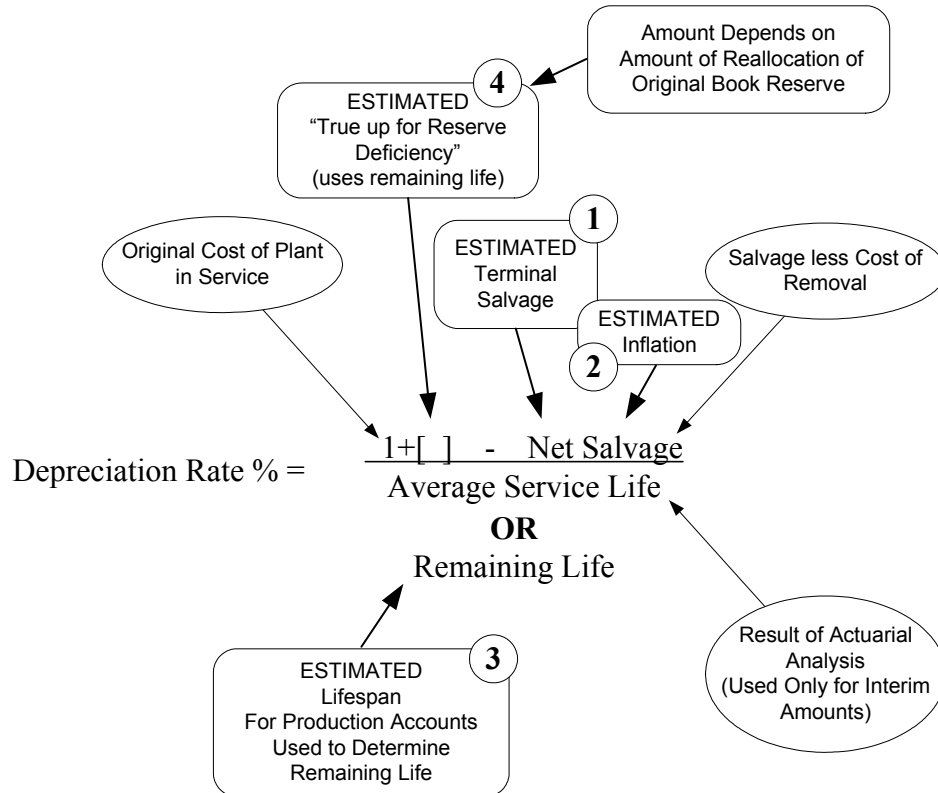 Amount Depends on
Amount of Reallocation of
Original Book Reserve
4
ESTIMATED
“True up for Reserve
Deficiency”
(uses remaining life)
1
ESTIMATED
Terminal
Salvage
Original Cost of Plant
in Service
Salvage less Cost of
Removal
ESTIMATED
Inflation
2
Depreciation Rate % =
1+[ ] - Net Salvage
Average Service Life
OR
Remaining Life
3
ESTIMATED
Lifespan
For Production Accounts
Used to Determine
Remaining Life
Result of Actuarial
Analysis
(Used Only for Interim
Amounts)